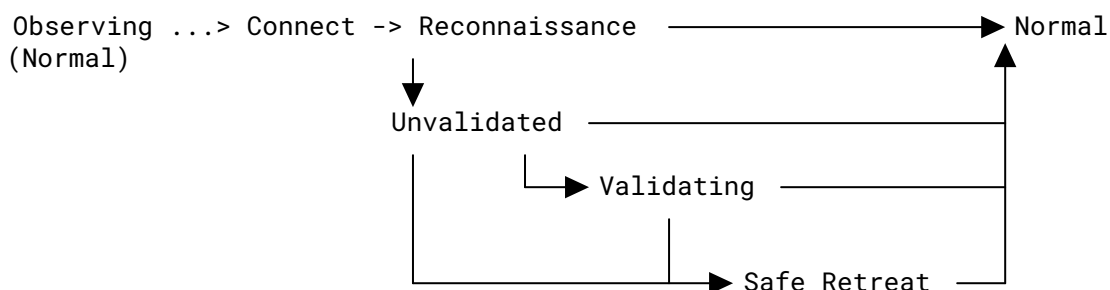 Observing ...> Connect -> Reconnaissance Normal
(Normal)
Unvalidated
Validating
Safe Retreat